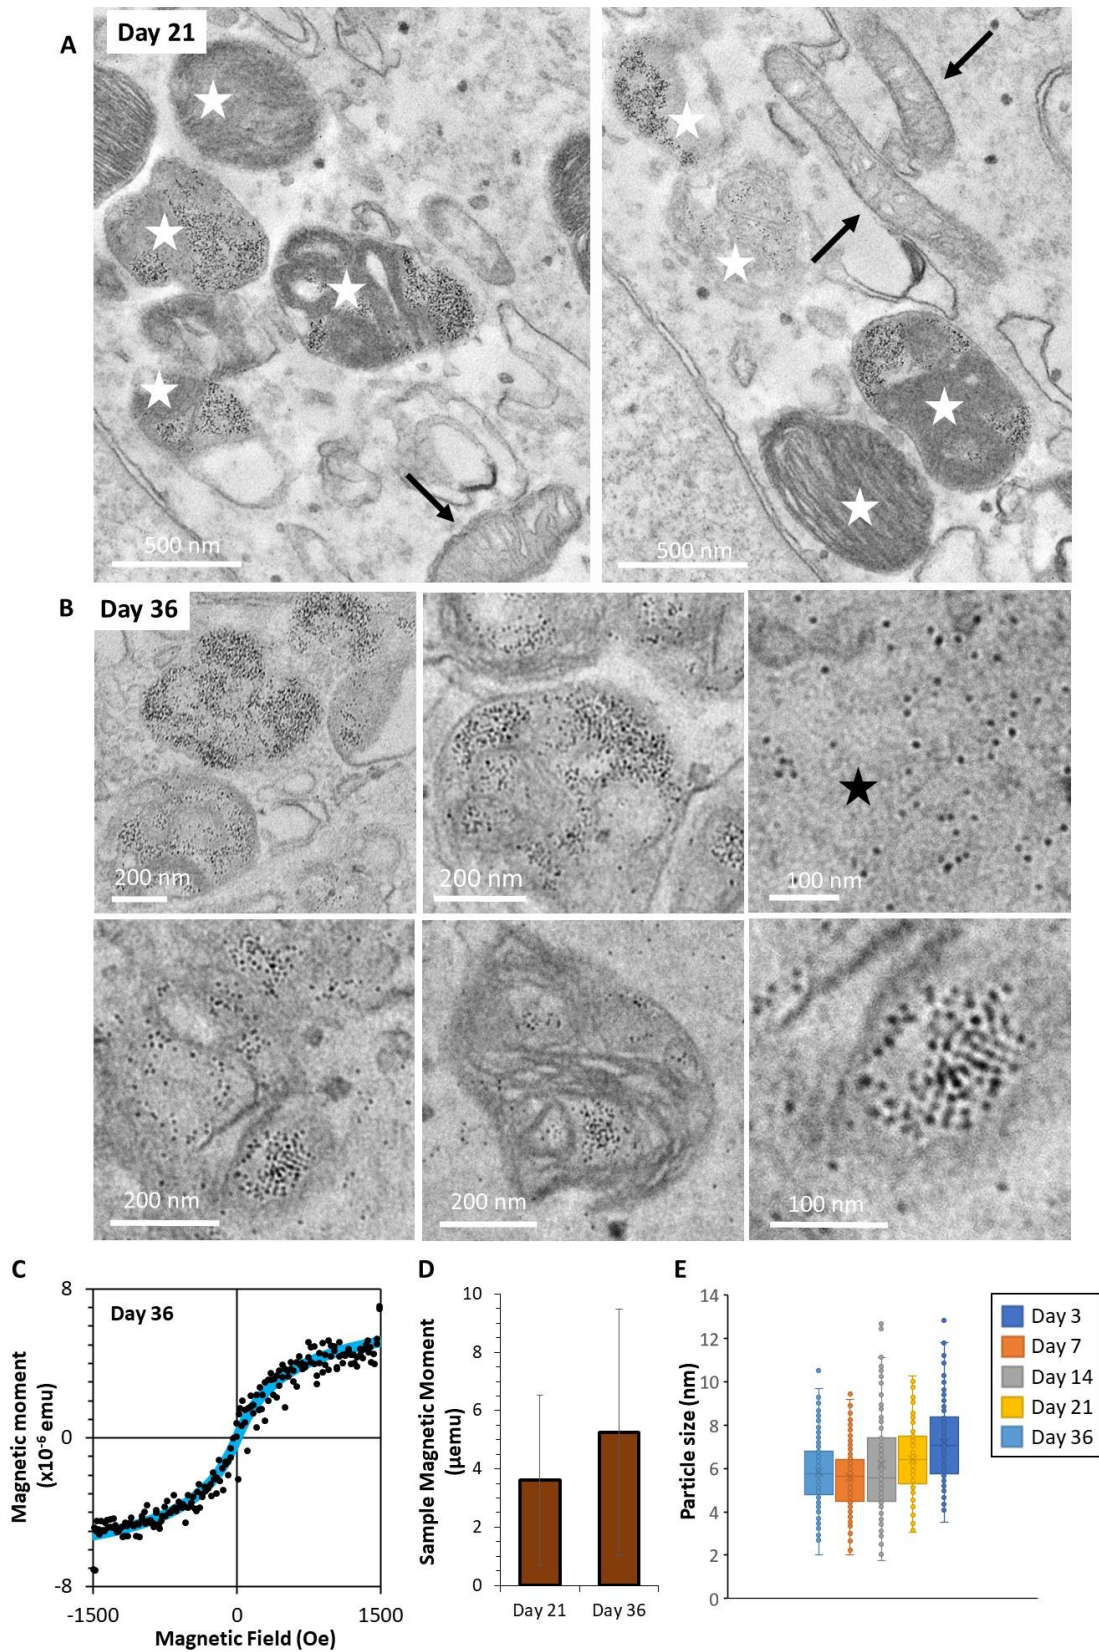 A
Day 21
500 nm
500 nm
B
Day 36
200 nm
200 nm
100 nm
200 nm
200 nm
100 nm
C
D
E
8
Day 36
0
-8
-1500
0
1500
Magnetic moment
(x10⁻⁶ emu)
Magnetic Field (Oe)
10
8
6
4
2
0
Sample Magnetic Moment
(µemu)
Day 21
Day 36
14
12
10
8
6
4
2
0
Particle size (nm)
Day 3
Day 7
Day 14
Day 21
Day 36